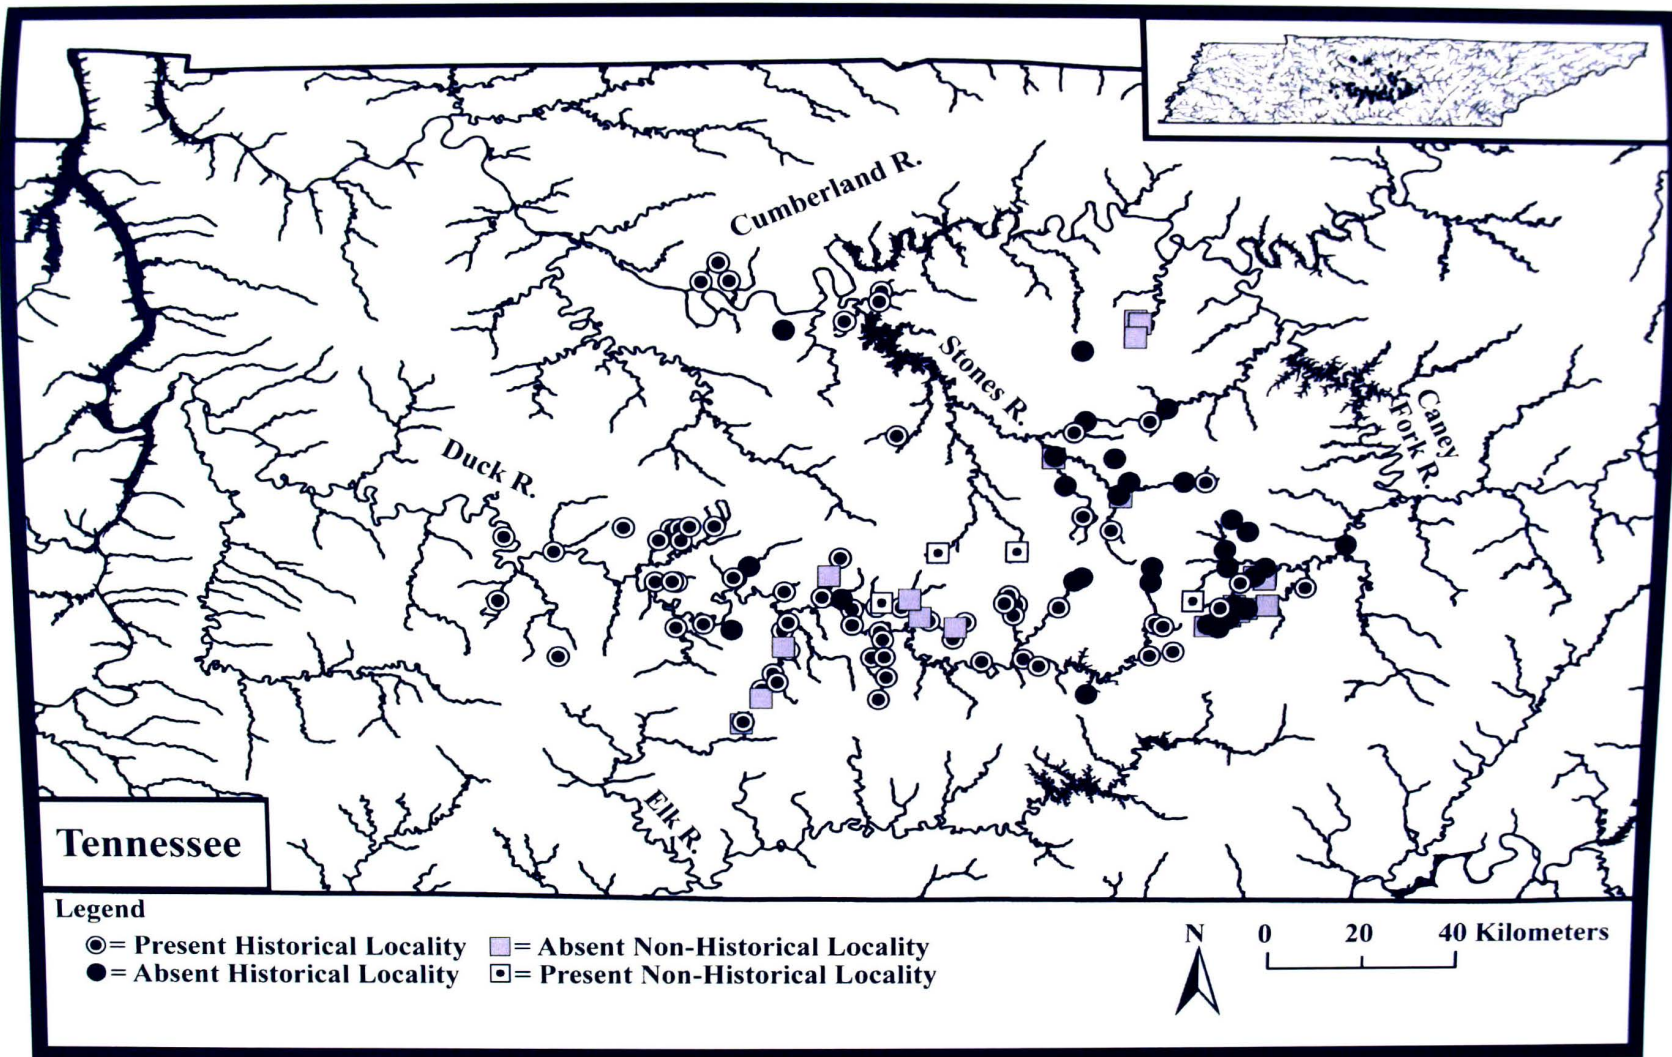 Cumberland R.
Stones R.
Caney
Fork R.
Duck R.
Elk R.
Tennessee
Legend
= Present Historical Locality
= Absent Non-Historical Locality
= Absent Historical Locality
= Present Non-Historical Locality
N
0 20 40 Kilometers